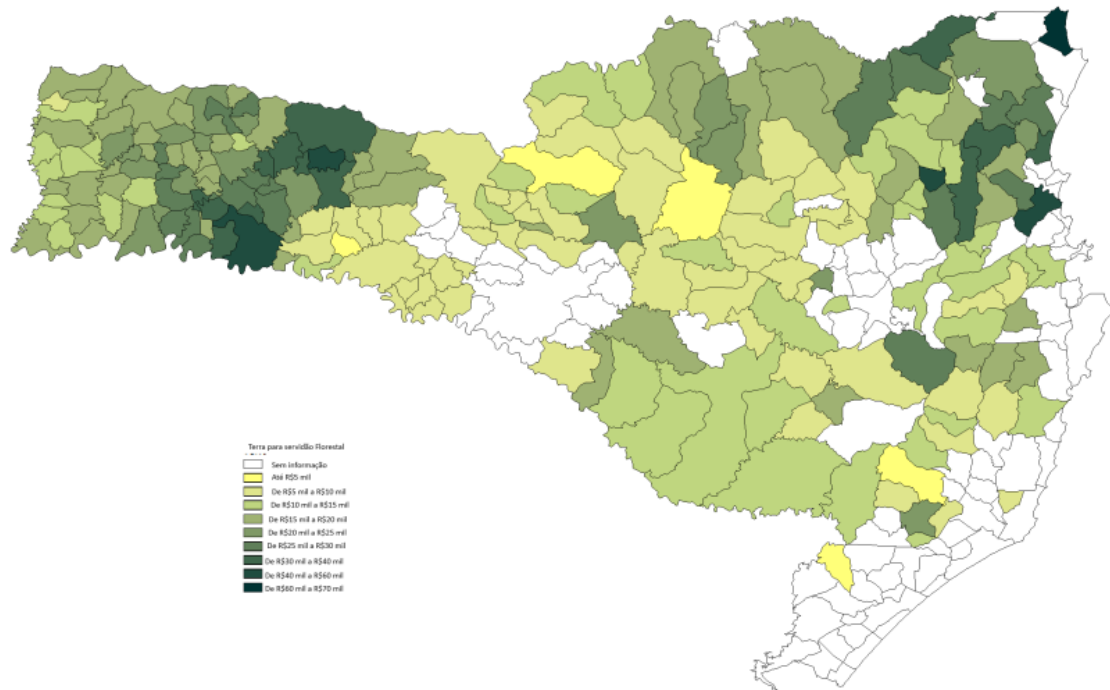 Terra para servidão Florestal
Sem informação
Até R$5 mil
De R$5 mil a R$10 mil
De R$10 mil a R$15 mil
De R$15 mil a R$20 mil
De R$20 mil a R$25 mil
De R$25 mil a R$30 mil
De R$30 mil a R$40 mil
De R$40 mil a R$60 mil
De R$60 mil a R$70 mil